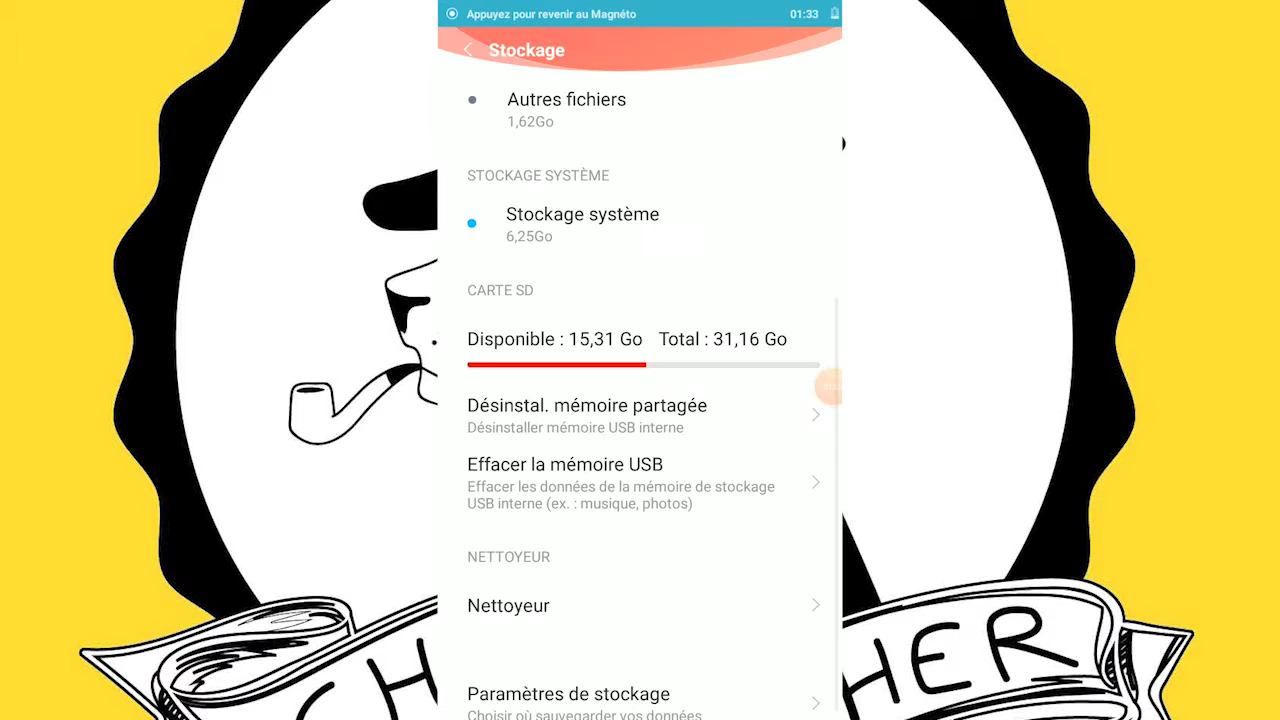 Appuyez pour revenir au Magnéto 01:33
Stockage
Autres fichiers
1,62Go
STOCKAGE SYSTÈME
Stockage système
6,25Go
CARTE SD
Disponible : 15,31 Go Total : 31,16 Go
Désinstal. mémoire partagée
Désinstaller mémoire USB interne
Effacer la mémoire USB
Effacer les données de la mémoire de stockage
USB interne (ex. : musique, photos)
NETTOYEUR
Nettoyeur
Paramètres de stockage
Choisir où sauvegarder vos données
CH
HER